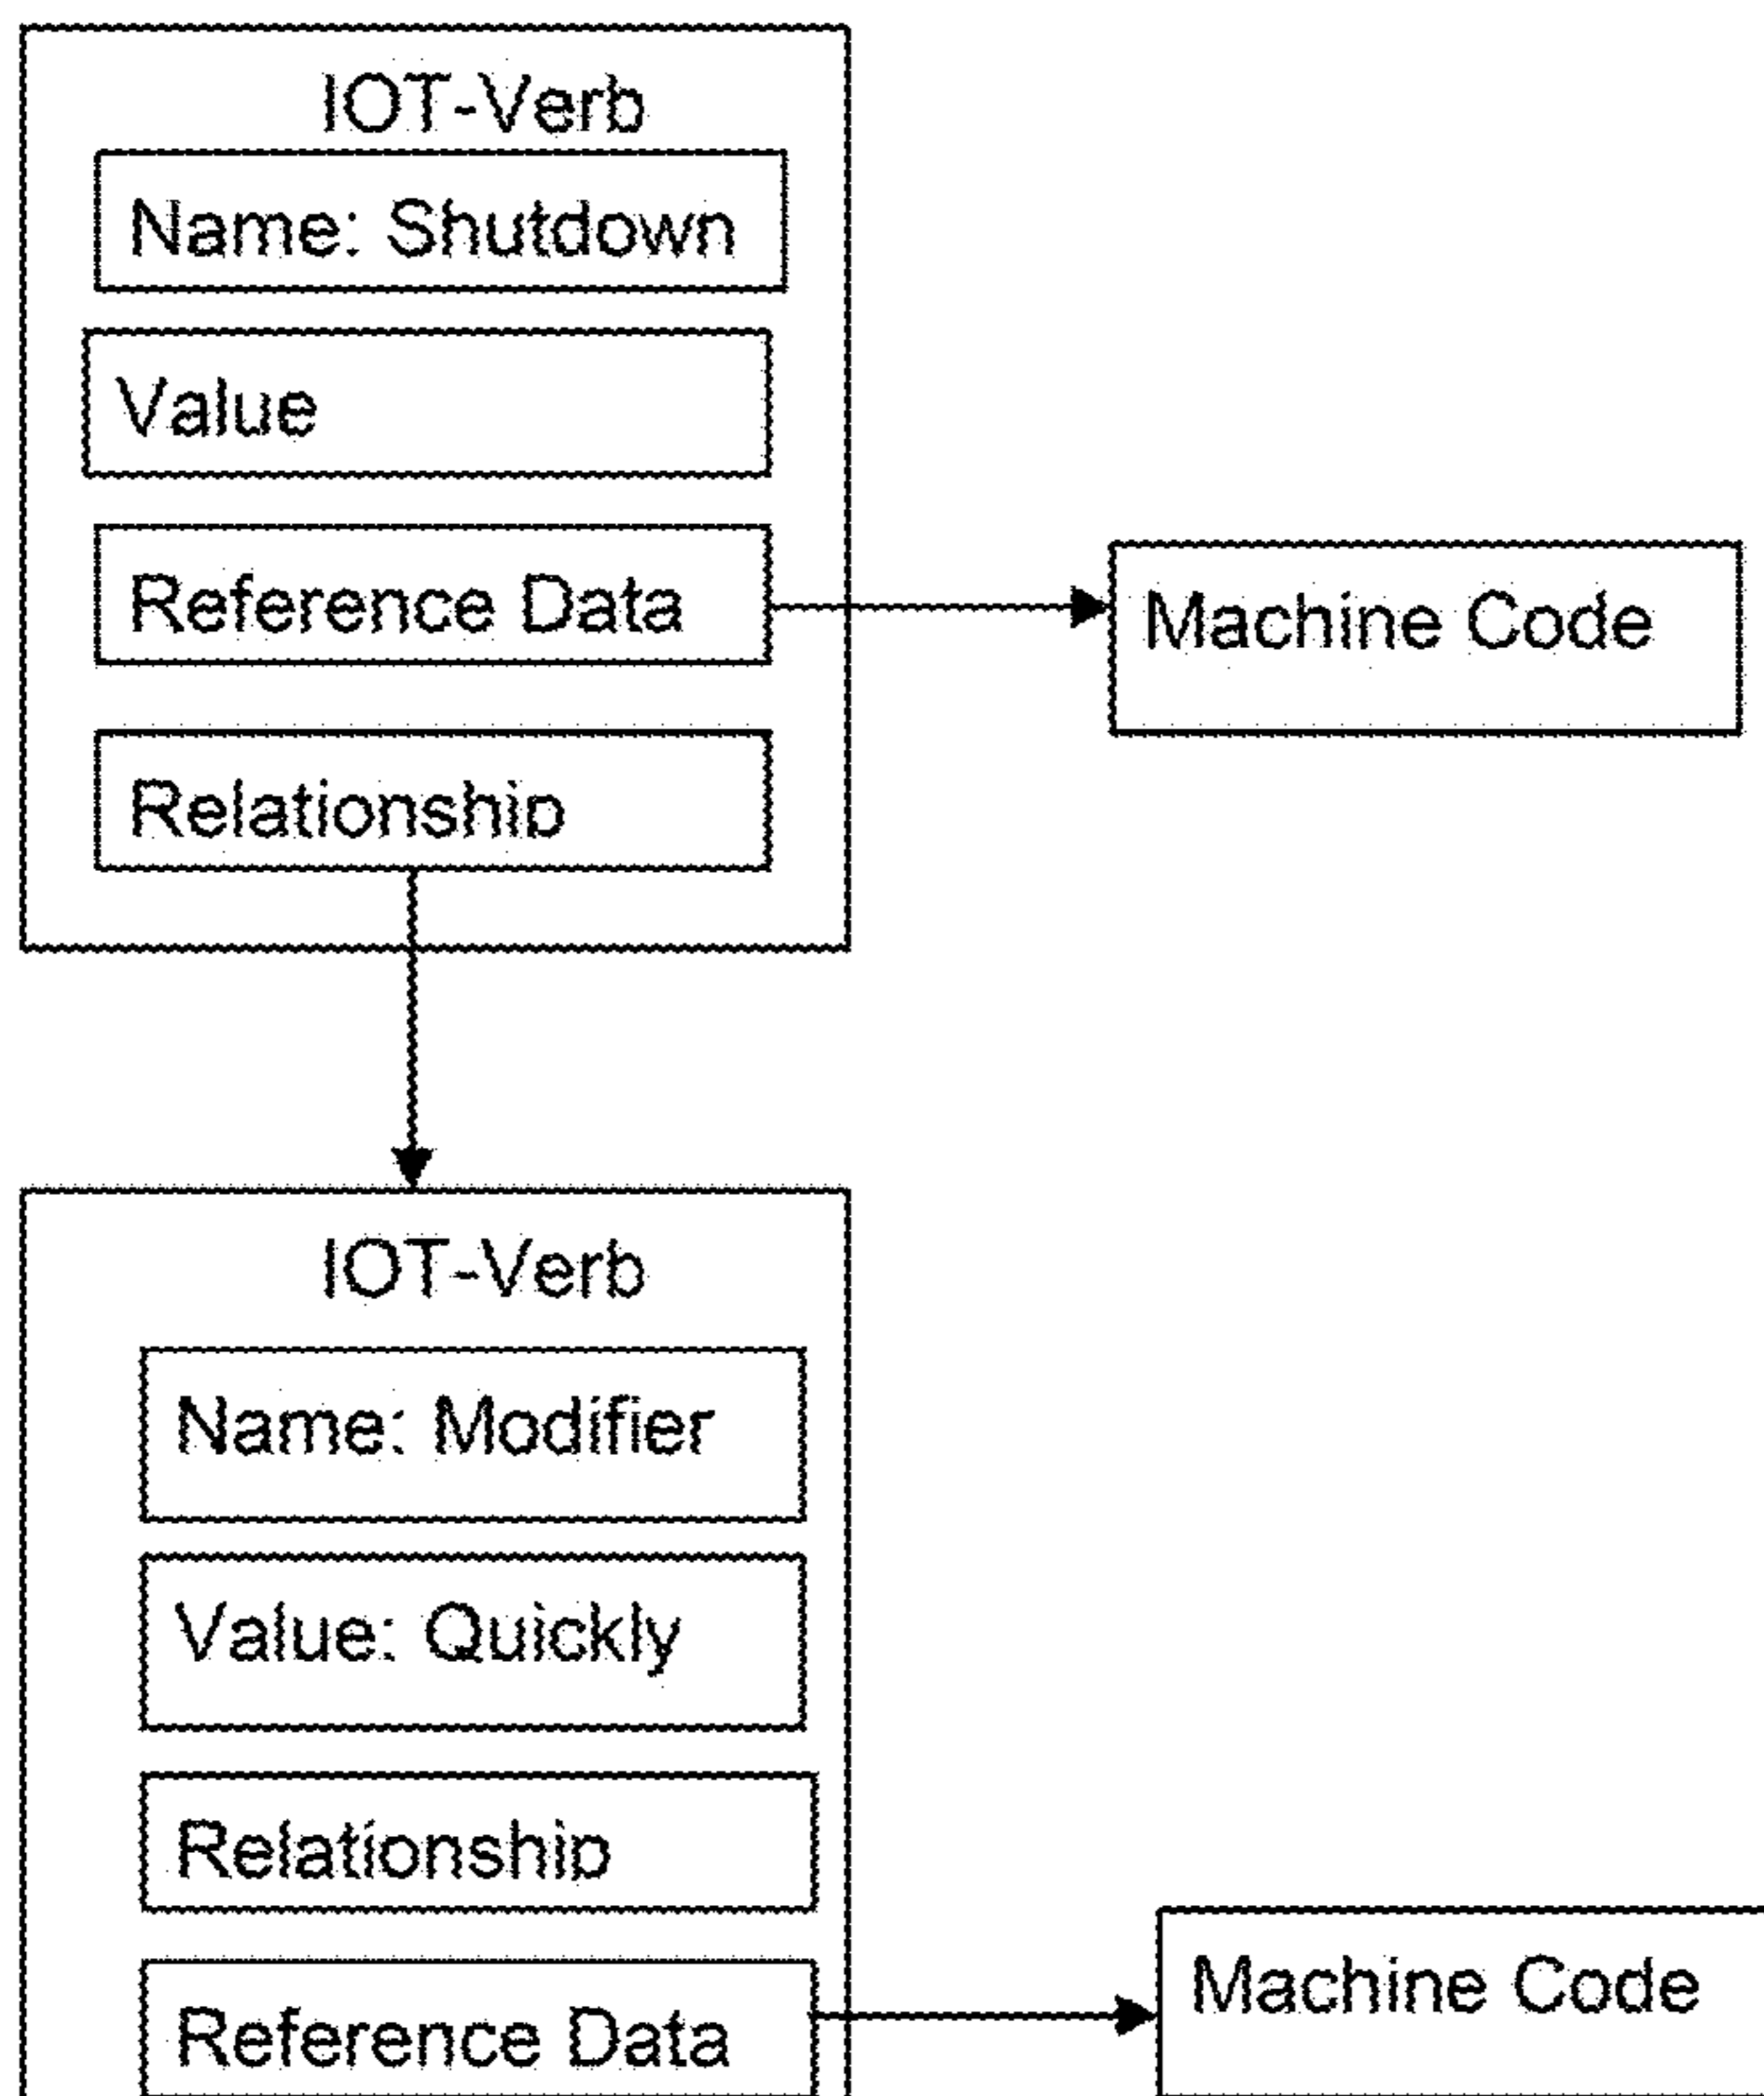 IOT-Verb
Name: Shutdown
Value
Reference Data
Machine Code
Relationship
IOT-Verb
Name: Modifier
Value: Quickly
Relationship
Reference Data
Machine Code